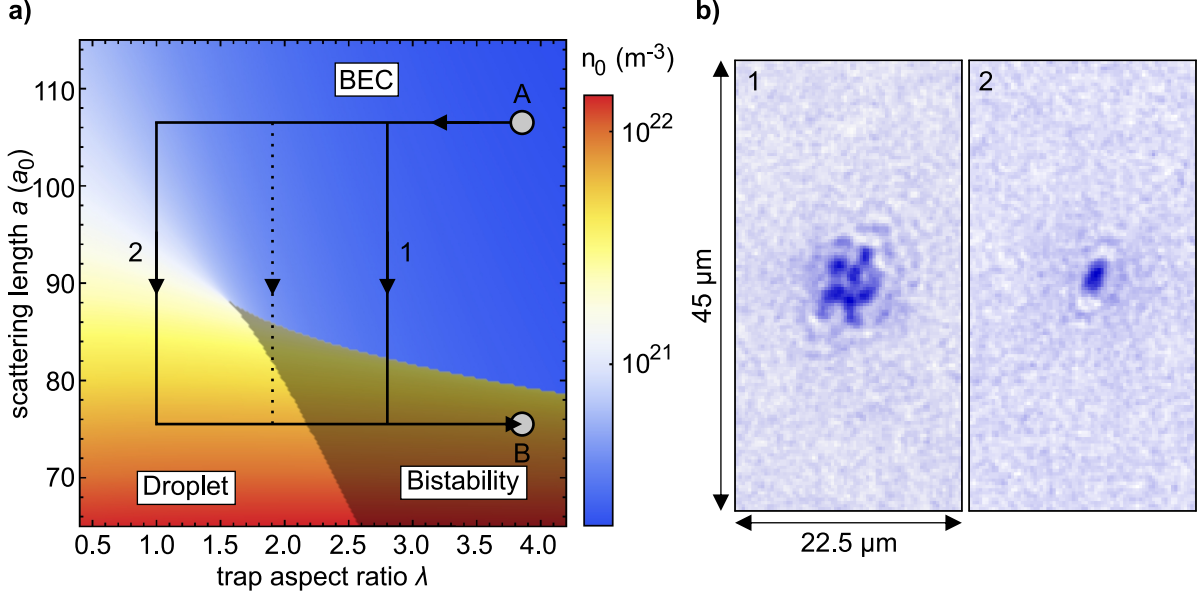 a)
b)
BEC
A
n₀ (m⁻³)
10²²
10²¹
110
100
90
80
70
scattering length a (a₀)
2
1
B
Droplet
Bistability
0.5 1.0 1.5 2.0 2.5 3.0 3.5 4.0
trap aspect ratio λ
1
2
45 µm
22.5 µm